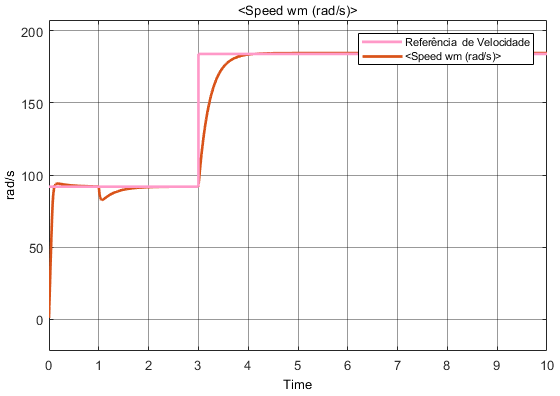 <Speed wm (rad/s)>
200
150
100
50
0
rad/s
Referência de Velocidade
<Speed wm (rad/s)>
0 1 2 3 4 5 6 7 8 9 10
Time